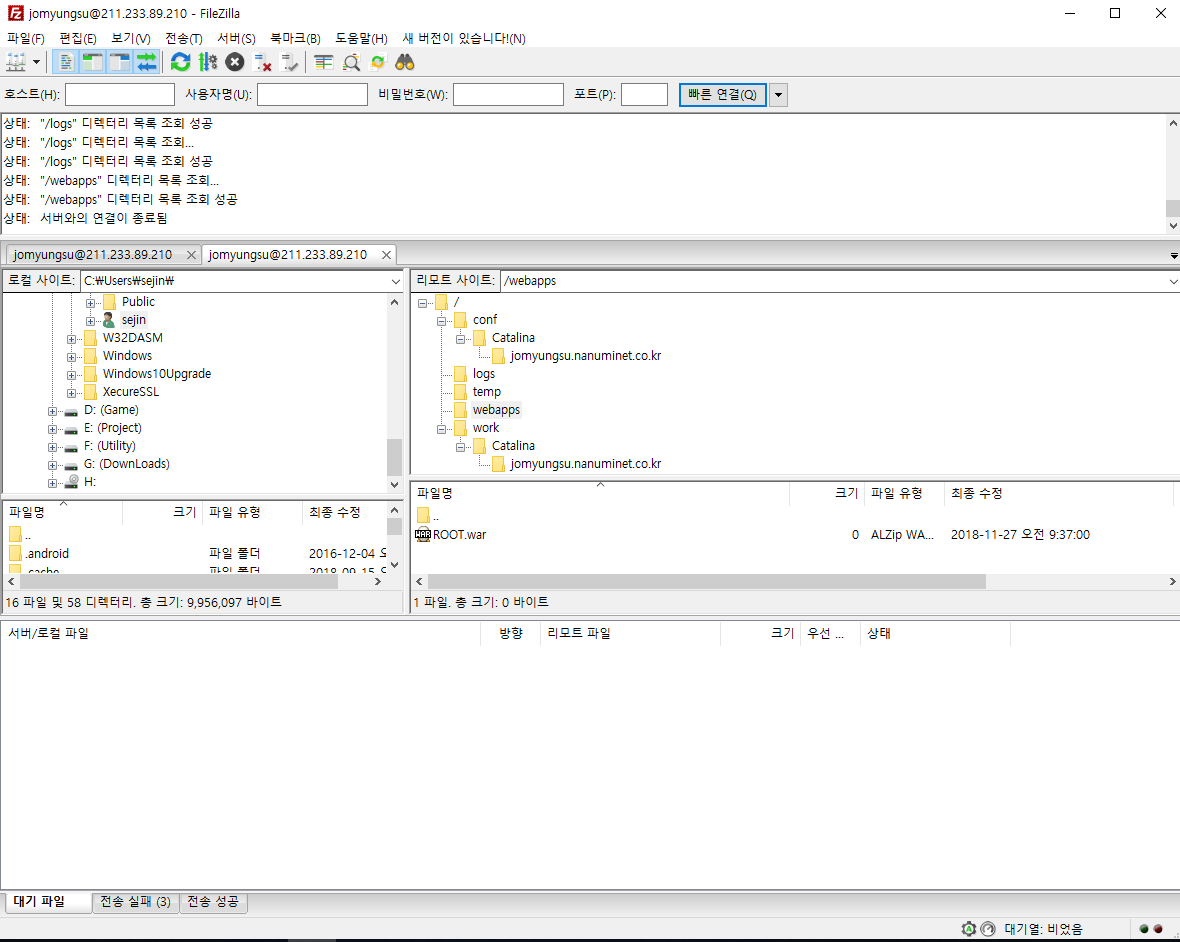 jomyungsu@211.233.89.210 - FileZilla
파일(F) 편집(E) 보기(V) 전송(T) 서버(S) 북마크(B) 도움말(H) 새 버전이 있습니다!(N)
호스트(H): 사용자명(U): 비밀번호(W): 포트(P): 빠른 연결(Q)
상태: "/logs" 디렉터리 목록 조회 성공
상태: "/logs" 디렉터리 목록 조회...
상태: "/logs" 디렉터리 목록 조회 성공
상태: "/webapps" 디렉터리 목록 조회...
상태: "/webapps" 디렉터리 목록 조회 성공
상태: 서버와의 연결이 종료됨
jomyungsu@211.233.89.210 jomyungsu@211.233.89.210
로컬 사이트: C:₩Users₩sejin₩
Public
sejin
W32DASM
Windows
Windows10Upgrade
XecureSSL
D: (Game)
E: (Project)
F: (Utility)
G: (DownLoads)
H:
파일명 크기 파일 유형 최종 수정
..
.android 파일 폴더 2016-12-04 오
.cache 파일 폴더 2018-09-15 오
16 파일 및 58 디렉터리. 총 크기: 9,956,097 바이트
리모트 사이트: /webapps
/
conf
Catalina
jomyungsu.nanuminet.co.kr
logs
temp
webapps
work
Catalina
jomyungsu.nanuminet.co.kr
파일명 크기 파일 유형 최종 수정
..
ROOT.war 0 ALZip WA... 2018-11-27 오전 9:37:00
1 파일. 총 크기: 0 바이트
서버/로컬 파일 방향 리모트 파일 크기 우선 ... 상태
대기 파일 전송 실패 (3) 전송 성공
대기열: 비었음